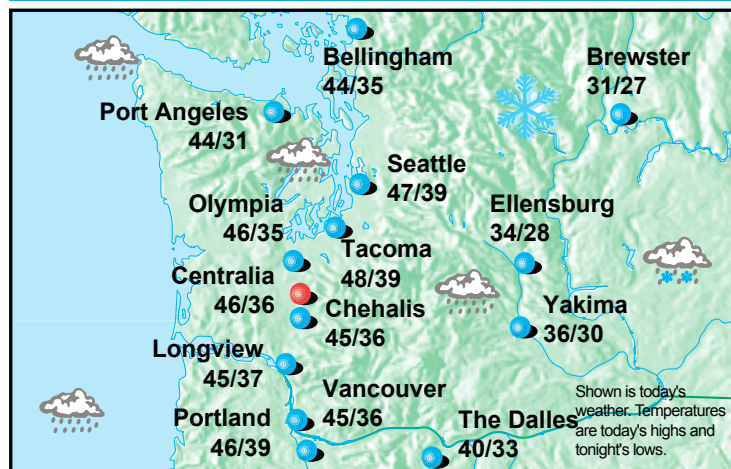 Bellingham
44/35
Brewster
31/27
Port Angeles
44/31
Seattle
47/39
Olympia
46/35
Ellensburg
34/28
Tacoma
48/39
Centralia
46/36
Chehalis
45/36
Yakima
36/30
Longview
45/37
Vancouver
45/36
Portland
46/39
The Dalles
40/33
Shown is today's
weather. Temperatures
are today's highs and
tonight's lows.